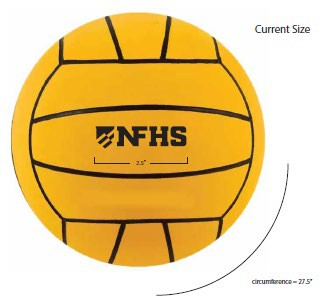 Current Size
NFHS
2.5"
circumference = 27.5"